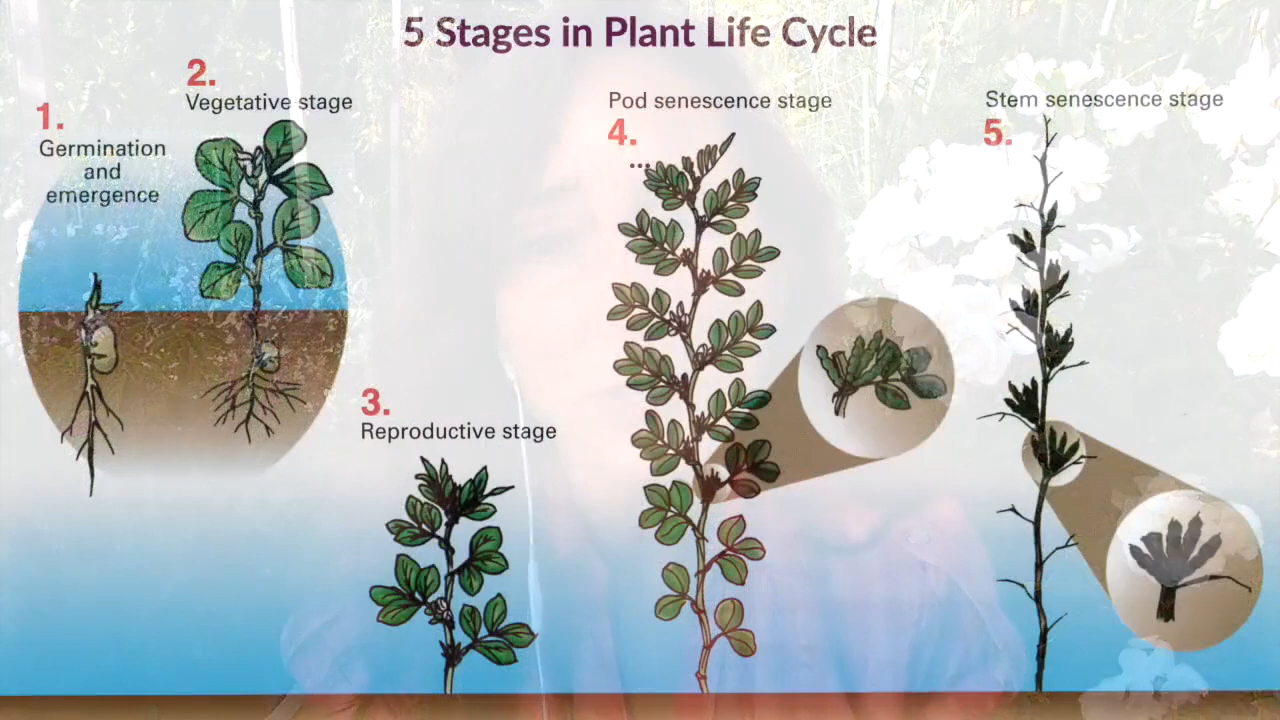 5 Stages in Plant Life Cycle
1.
Germination
and
emergence
2.
Vegetative stage
3.
Reproductive stage
Pod senescence stage
4.
...
Stem senescence stage
5.